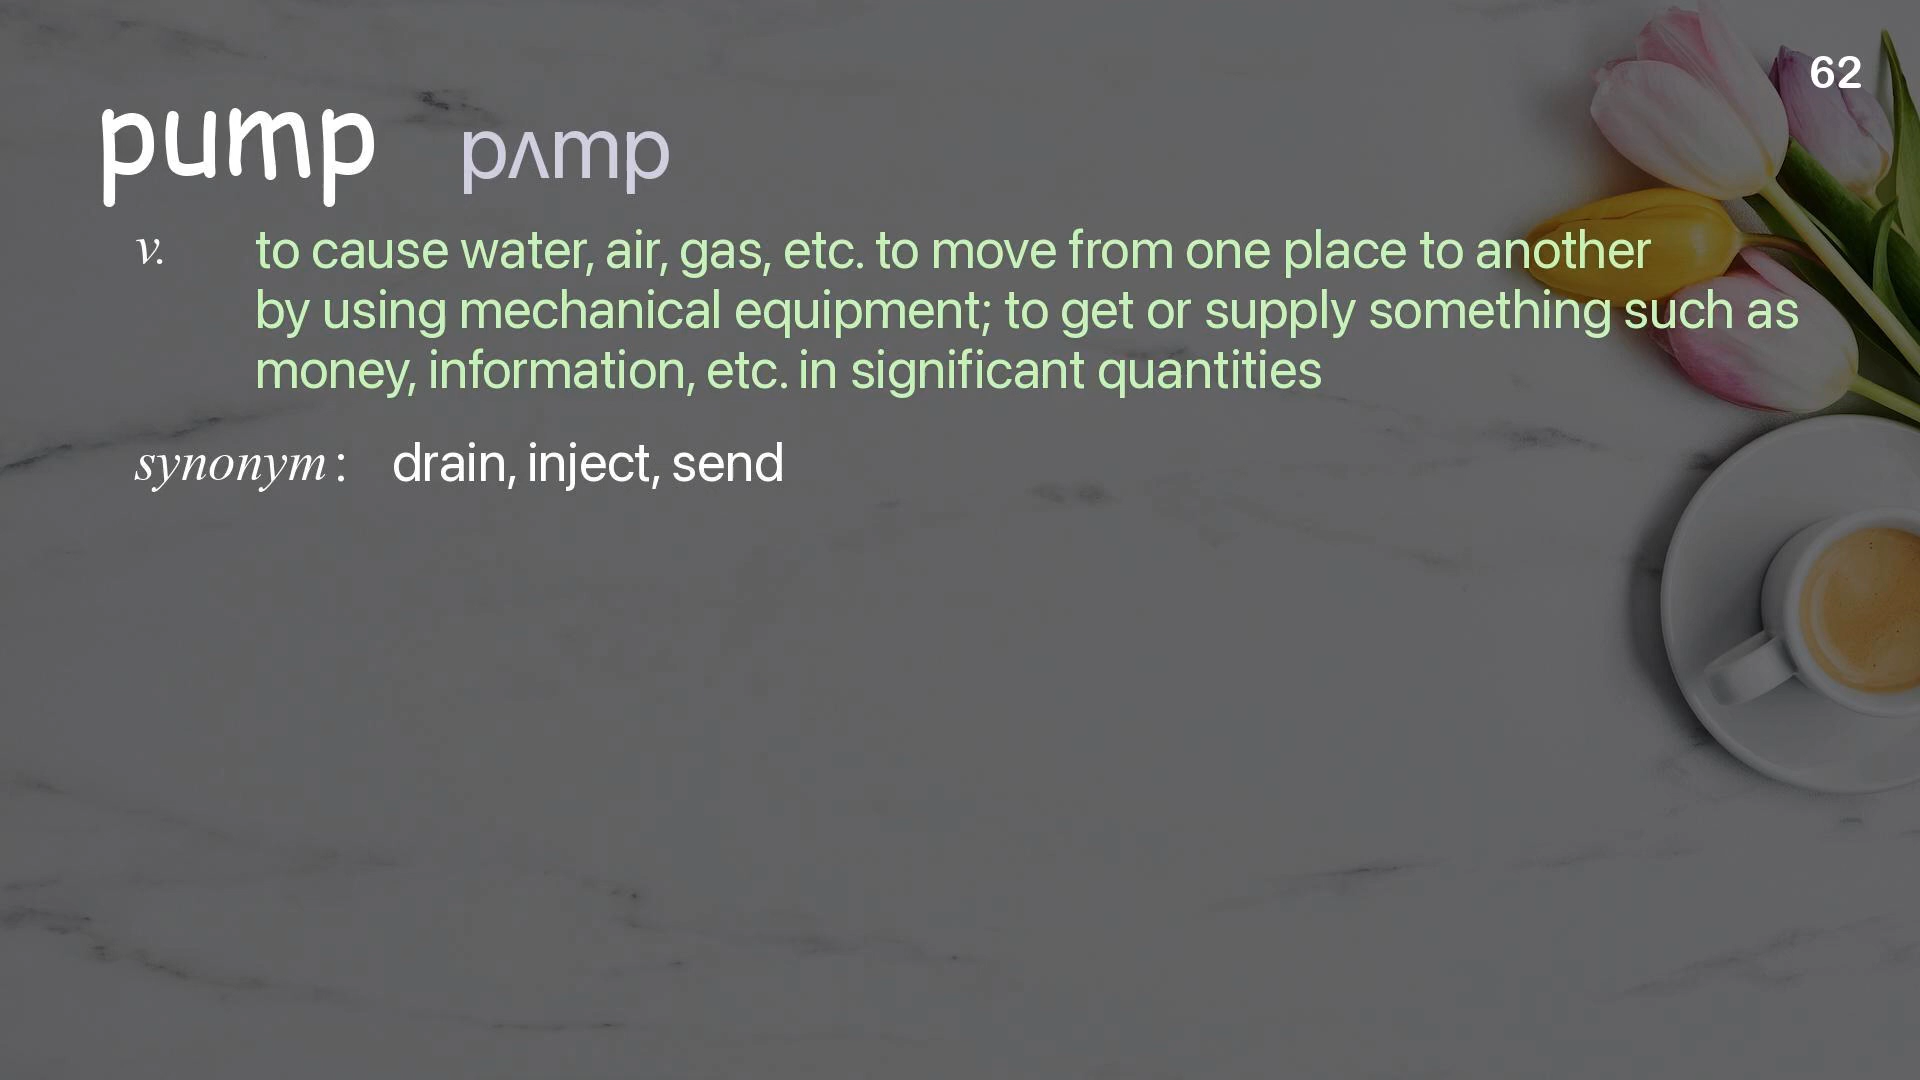 62
pump pʌmp
v. to cause water, air, gas, etc. to move from one place to another
by using mechanical equipment; to get or supply something such as
money, information, etc. in significant quantities
synonym: drain, inject, send